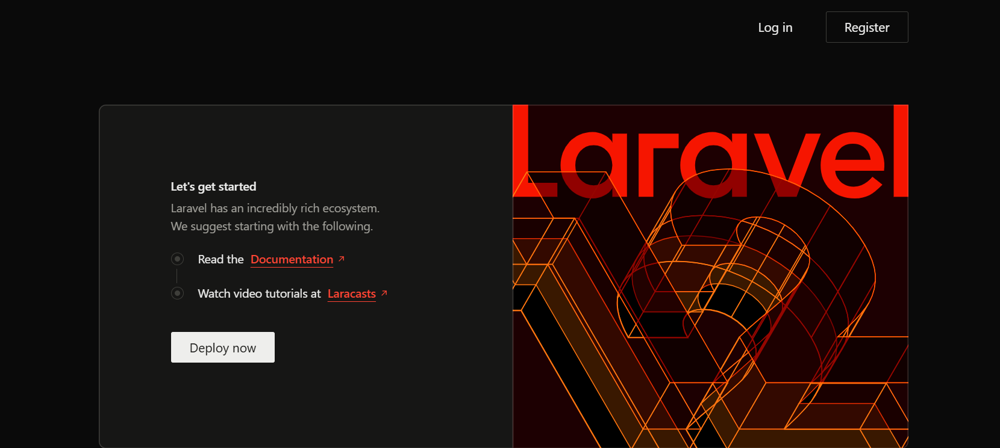 Log in
Register
Laravel
Let's get started
Laravel has an incredibly rich ecosystem.
We suggest starting with the following.
Read the Documentation
Watch video tutorials at Laracasts
Deploy now